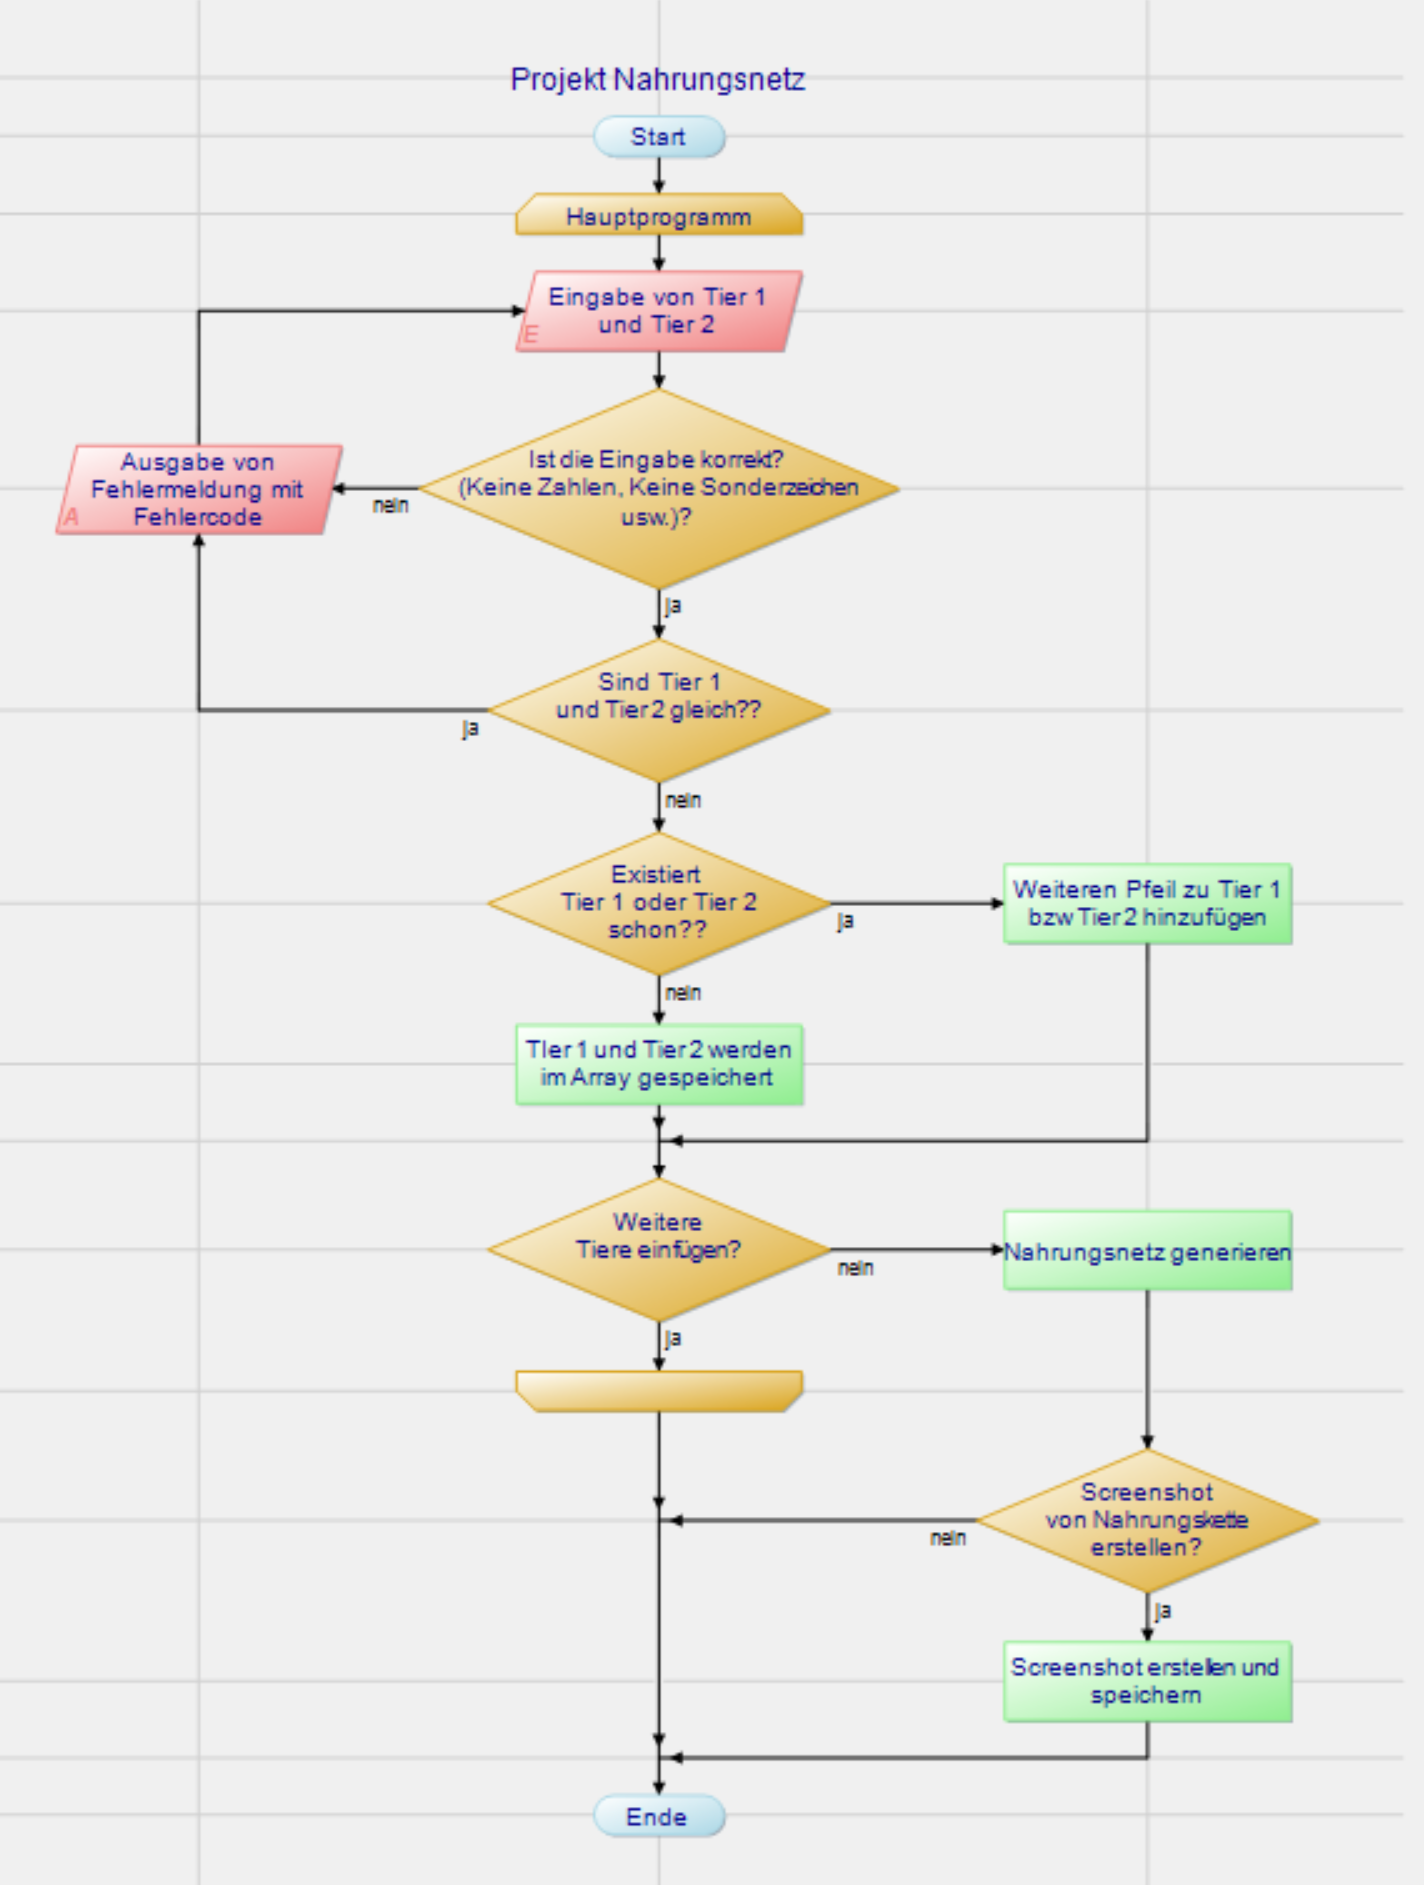 Projekt Nahrungsnetz
Start
Hauptprogramm
Eingabe von Tier 1
und Tier 2
E
Ist die Eingabe korrekt?
(Keine Zahlen, Keine Sonderzeichen
usw.)?
nein
Ausgabe von
Fehlermeldung mit
Fehlercode
A
ja
Sind Tier 1
und Tier 2 gleich??
ja
nein
Existiert
Tier 1 oder Tier 2
schon??
ja
Weiteren Pfeil zu Tier 1
bzw Tier 2 hinzufügen
nein
TIer 1 und Tier 2 werden
im Array gespeichert
Weitere
Tiere einfügen?
nein
Nahrungsnetz generieren
ja
Screenshot
von Nahrungskette
erstellen?
nein
ja
Screenshot erstellen und
speichern
Ende